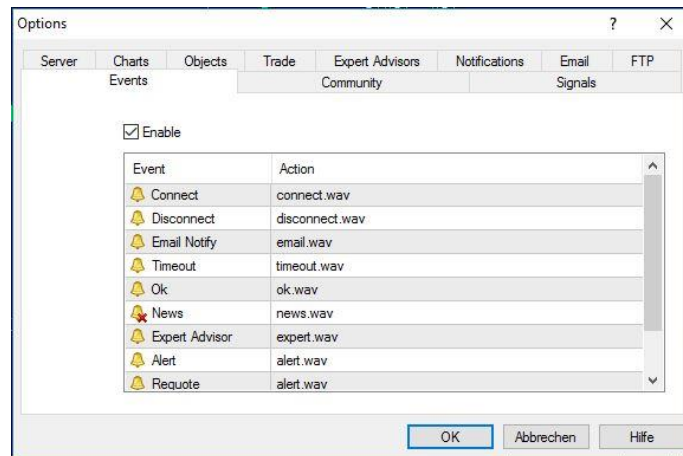 Options
? ×
Server Charts Objects Trade Expert Advisors Notifications Email FTP
Events Community Signals
Enable
Event Action
Connect connect.wav
Disconnect disconnect.wav
Email Notify email.wav
Timeout timeout.wav
Ok ok.wav
News news.wav
Expert Advisor expert.wav
Alert alert.wav
Requote alert.wav
OK Abbrechen Hilfe